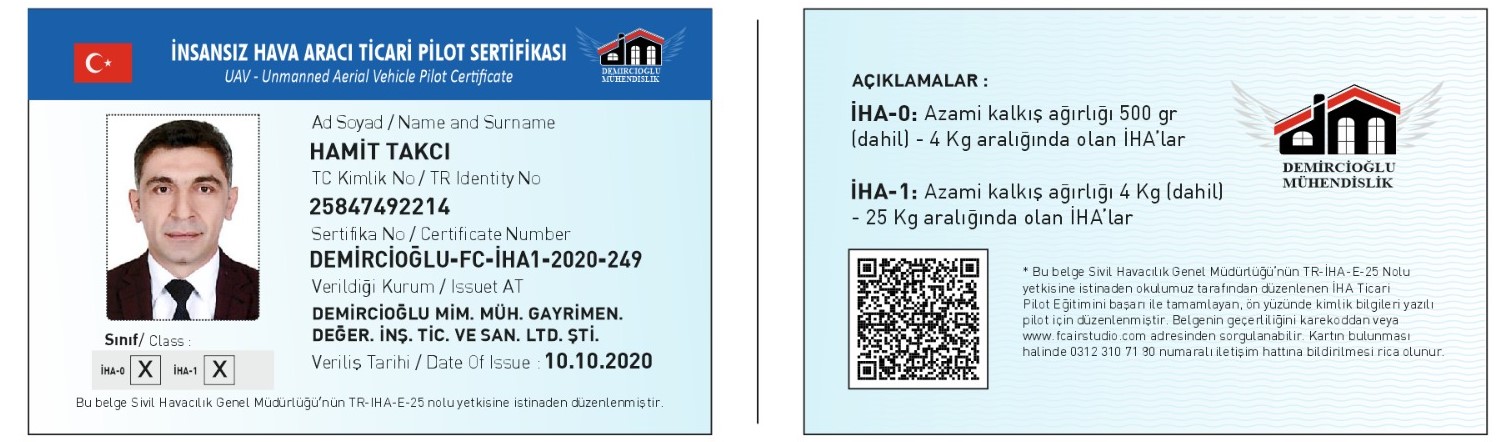 İNSANSIZ HAVA ARACI TİCARİ PİLOT SERTİFİKASI
UAV - Unmanned Aerial Vehicle Pilot Certificate
DEMİRCİOĞLU
MÜHENDİSLİK
Ad Soyad / Name and Surname
HAMİT TAKCI
TC Kimlik No / TR Identity No
25847492214
Sertifika No / Certificate Number
DEMİRCİOĞLU-FC-İHA1-2020-249
Verildiği Kurum / Issuet AT
DEMİRCİOĞLU MİM. MÜH. GAYRİMEN.
DEĞER. İNŞ. TİC. VE SAN. LTD. ŞTİ.
Veriliş Tarihi / Date Of Issue : 10.10.2020
Sınıf/ Class :
İHA-0 X İHA-1 X
Bu belge Sivil Havacılık Genel Müdürlüğü'nün TR-IHA-E-25 nolu yetkisine istinaden düzenlenmiştir.
AÇIKLAMALAR :
İHA-0: Azami kalkış ağırlığı 500 gr
(dahil) - 4 Kg aralığında olan İHA'lar
İHA-1: Azami kalkış ağırlığı 4 Kg (dahil)
- 25 Kg aralığında olan İHA'lar
DEMİRCİOĞLU
MÜHENDİSLİK
* Bu belge Sivil Havacılık Genel Müdürlüğü'nün TR-İHA-E-25 Nolu
yetkisine istinaden okulumuz tarafından düzenlenen İHA Ticari
Pilot Eğitimini başarı ile tamamlayan, ön yüzünde kimlik bilgileri yazılı
pilot için düzenlenmiştir. Belgenin geçerliliğini karekoddan veya
www.fcairstudio.com adresinden sorgulanabilir. Kartın bulunması
halinde 0312 310 71 80 numaralı iletişim hattına bildirilmesi rica olunur.